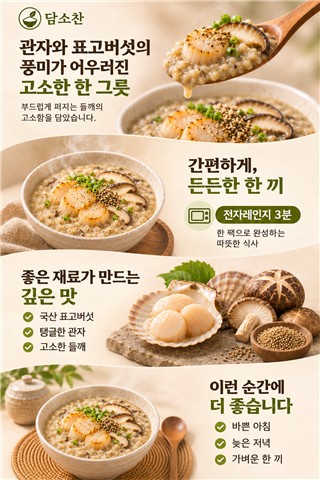 담소찬
관자와 표고버섯의
풍미가 어우러진
고소한 한 그릇
부드럽게 퍼지는 들깨의
고소함을 담았습니다.
간편하게,
든든한 한 끼
전자레인지 3분
한 팩으로 완성하는
따뜻한 식사
좋은 재료가 만드는
깊은 맛
국산 표고버섯
탱글한 관자
고소한 들깨
이런 순간에
더 좋습니다
바쁜 아침
늦은 저녁
가벼운 한 끼